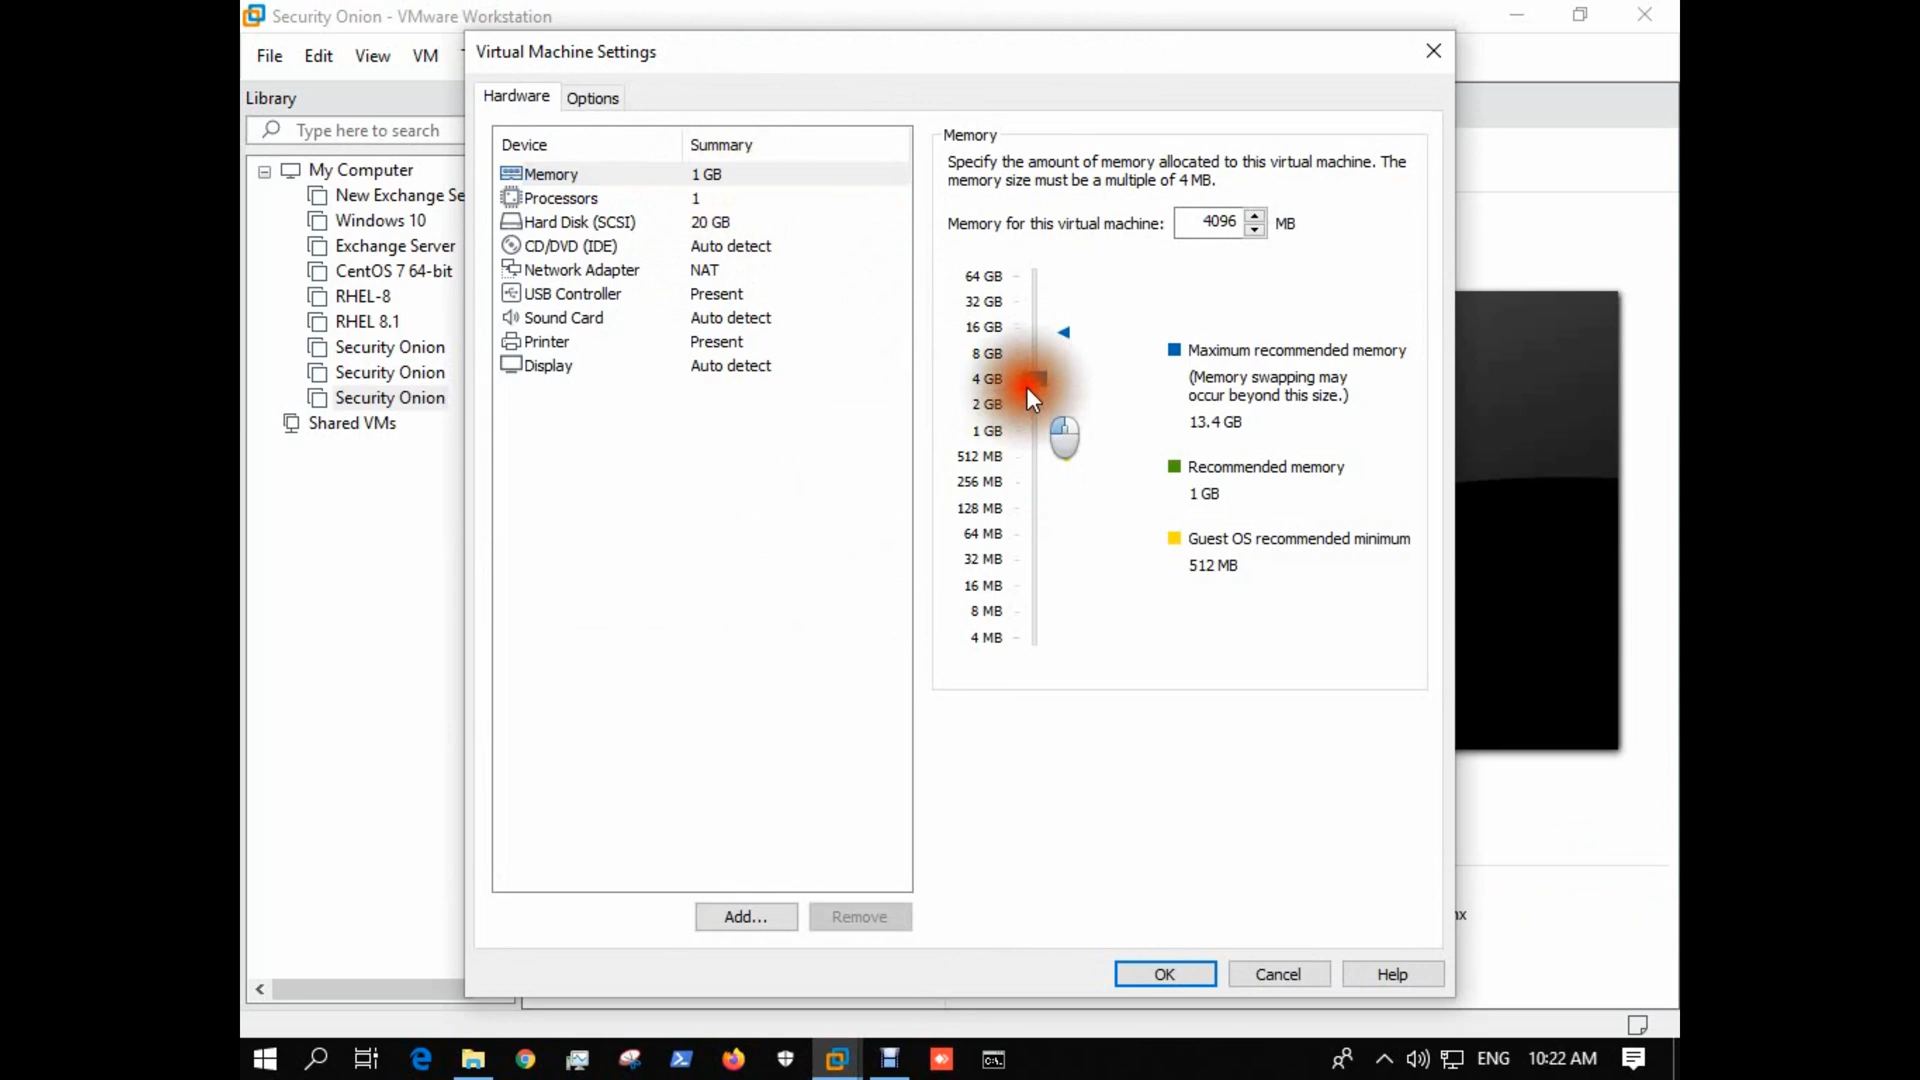 Security Onion - VMware Workstation
File Edit View VM
Virtual Machine Settings
Hardware Options
Library
Type here to search
My Computer
New Exchange Se
Windows 10
Exchange Server
CentOS 7 64-bit
RHEL-8
RHEL 8.1
Security Onion
Security Onion
Security Onion
Shared VMs
Device Summary
Memory 1 GB
Processors 1
Hard Disk (SCSI) 20 GB
CD/DVD (IDE) Auto detect
Network Adapter NAT
USB Controller Present
Sound Card Auto detect
Printer Present
Display Auto detect
Add... Remove
Memory
Specify the amount of memory allocated to this virtual machine. The
memory size must be a multiple of 4 MB.
Memory for this virtual machine: 4096 MB
64 GB
32 GB
16 GB
8 GB
4 GB
2 GB
1 GB
512 MB
256 MB
128 MB
64 MB
32 MB
16 MB
8 MB
4 MB
Maximum recommended memory
(Memory swapping may
occur beyond this size.)
13.4 GB
Recommended memory
1 GB
Guest OS recommended minimum
512 MB
OK Cancel Help
ENG 10:22 AM